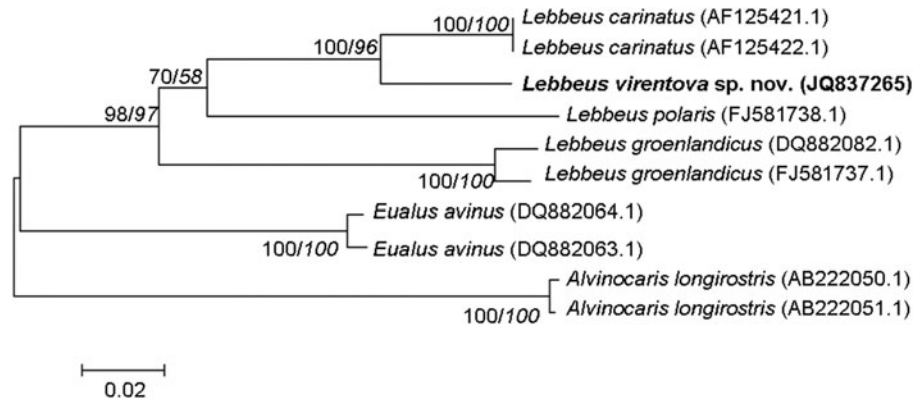 100/100
Lebbeus carinatus (AF125421.1)
100/96
Lebbeus carinatus (AF125422.1)
70/58
Lebbeus virentova sp. nov. (JQ837265)
98/97
Lebbeus polaris (FJ581738.1)
Lebbeus groenlandicus (DQ882082.1)
100/100
Lebbeus groenlandicus (FJ581737.1)
Eualus avinus (DQ882064.1)
100/100
Eualus avinus (DQ882063.1)
Alvinocaris longirostris (AB222050.1)
100/100
Alvinocaris longirostris (AB222051.1)
0.02